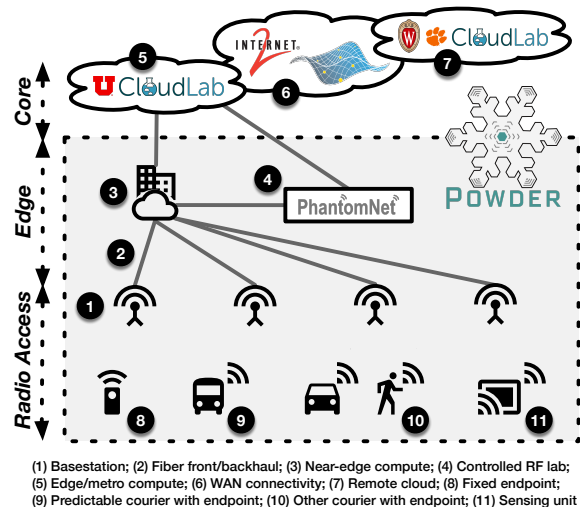 5
INTERNET
2
W CloudLab
U CloudLab
6
7
Core
Edge
Radio Access
3
4
PhantomNet
POWDER
2
1
8
9
10
11
(1) Basestation; (2) Fiber front/backhaul; (3) Near-edge compute; (4) Controlled RF lab;
(5) Edge/metro compute; (6) WAN connectivity; (7) Remote cloud; (8) Fixed endpoint;
(9) Predictable courier with endpoint; (10) Other courier with endpoint; (11) Sensing unit